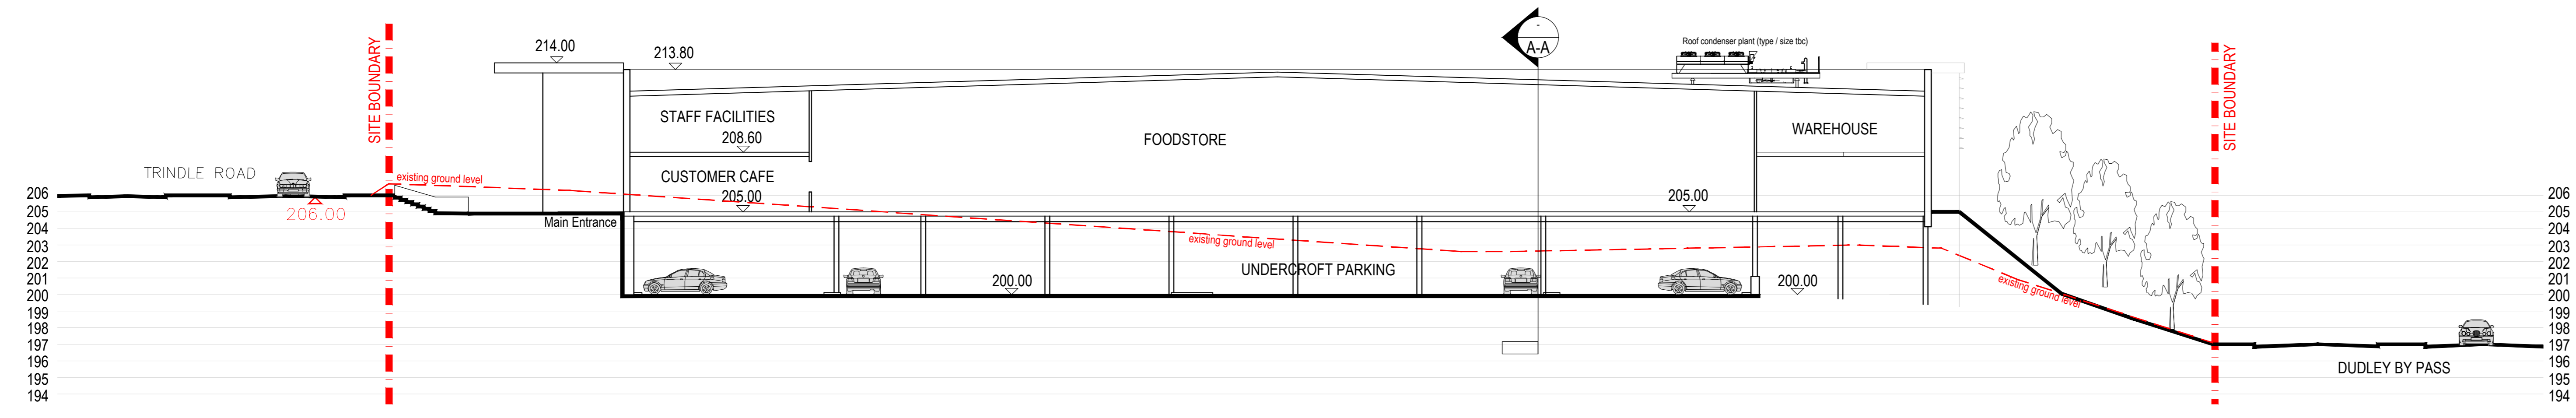 214.00
213.80
-
A-A
Roof condenser plant (type / size tbc)
SITE BOUNDARY
SITE BOUNDARY
STAFF FACILITIES
208.60
FOODSTORE
WAREHOUSE
TRINDLE ROAD
existing ground level
CUSTOMER CAFE
205.00
205.00
206.00
Main Entrance
existing ground level
UNDERCROFT PARKING
200.00
200.00
existing ground level
DUDLEY BY PASS
206
205
204
203
202
201
200
199
198
197
196
195
194
206
205
204
203
202
201
200
199
198
197
196
195
194